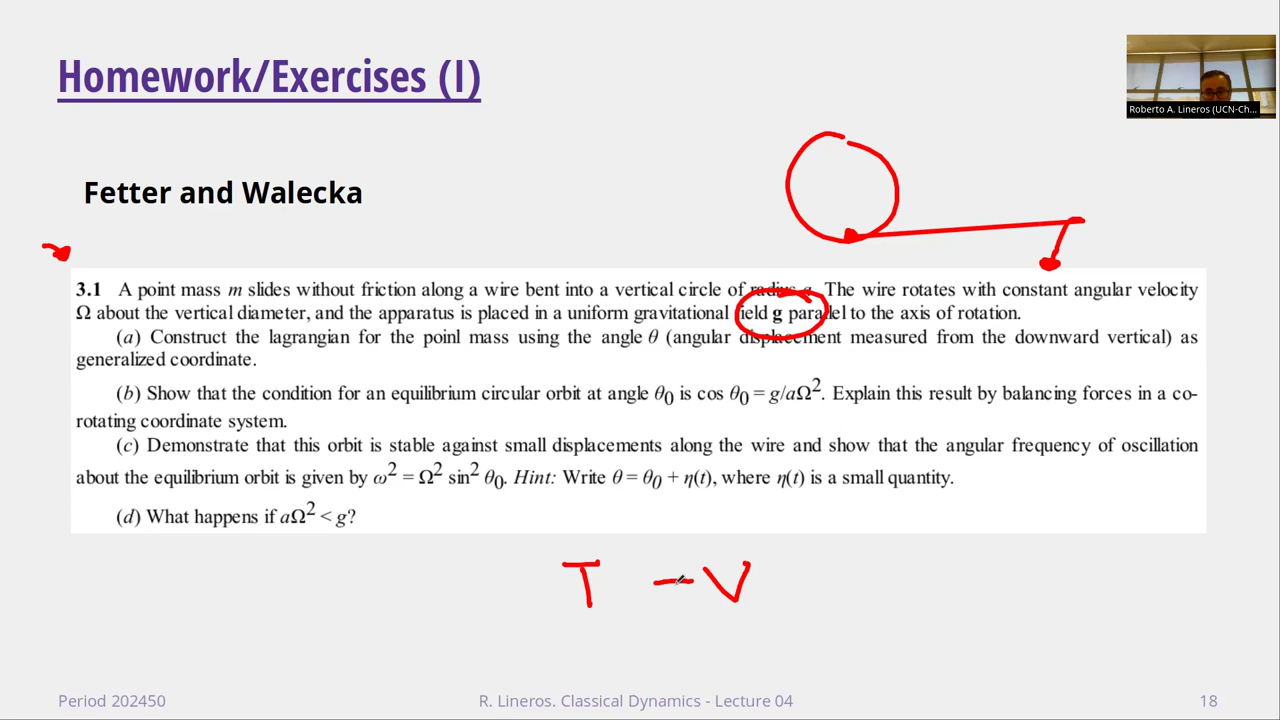 Homework/Exercises (I)
Roberto A. Lineros (UCN-Ch...
Fetter and Walecka
3.1 A point mass m slides without friction along a wire bent into a vertical circle of radius a. The wire rotates with constant angular velocity
Ω about the vertical diameter, and the apparatus is placed in a uniform gravitational field g parallel to the axis of rotation.
(a) Construct the lagrangian for the poinl mass using the angle θ (angular displacement measured from the downward vertical) as
generalized coordinate.
(b) Show that the condition for an equilibrium circular orbit at angle θ₀ is cos θ₀ = g/aΩ². Explain this result by balancing forces in a co-
rotating coordinate system.
(c) Demonstrate that this orbit is stable against small displacements along the wire and show that the angular frequency of oscillation
about the equilibrium orbit is given by ω² = Ω² sin² θ₀. Hint: Write θ = θ₀ + η(t), where η(t) is a small quantity.
(d) What happens if aΩ² < g?
T - V
Period 202450
R. Lineros. Classical Dynamics - Lecture 04
18